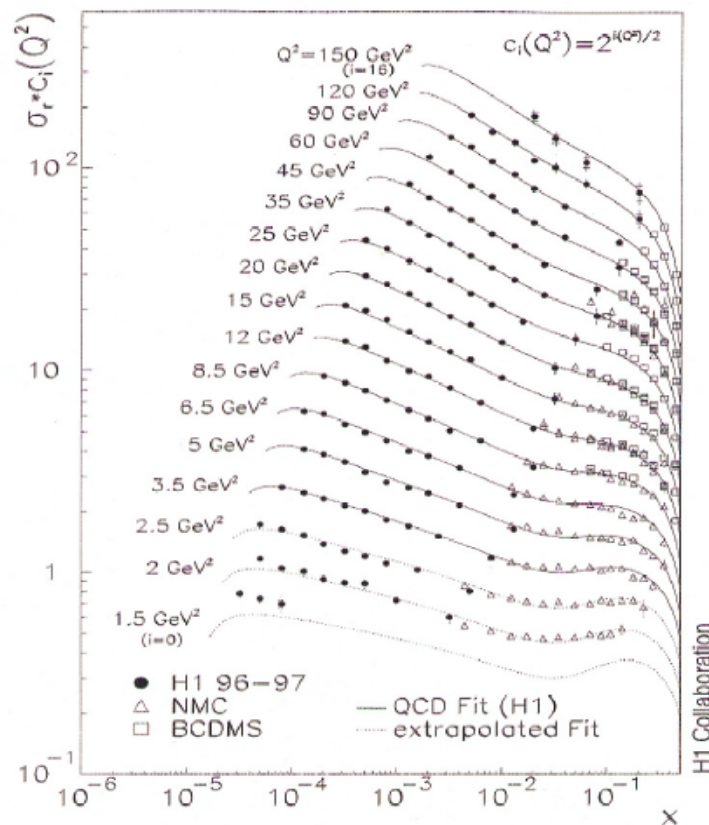 σᵣ*Cᵢ(Q²)
cᵢ(Q²)=2^{i(Q²)/2}
Q²=150 GeV²
(i=16)
120 GeV²
90 GeV²
60 GeV²
45 GeV²
35 GeV²
25 GeV²
20 GeV²
15 GeV²
12 GeV²
8.5 GeV²
6.5 GeV²
5 GeV²
3.5 GeV²
2.5 GeV²
2 GeV²
1.5 GeV²
(i=0)
10²
10
1
10⁻¹
H1 96-97
NMC
BCDMS
QCD Fit (H1)
extrapolated Fit
10⁻⁶ 10⁻⁵ 10⁻⁴ 10⁻³ 10⁻² 10⁻¹
x
H1 Collaboration